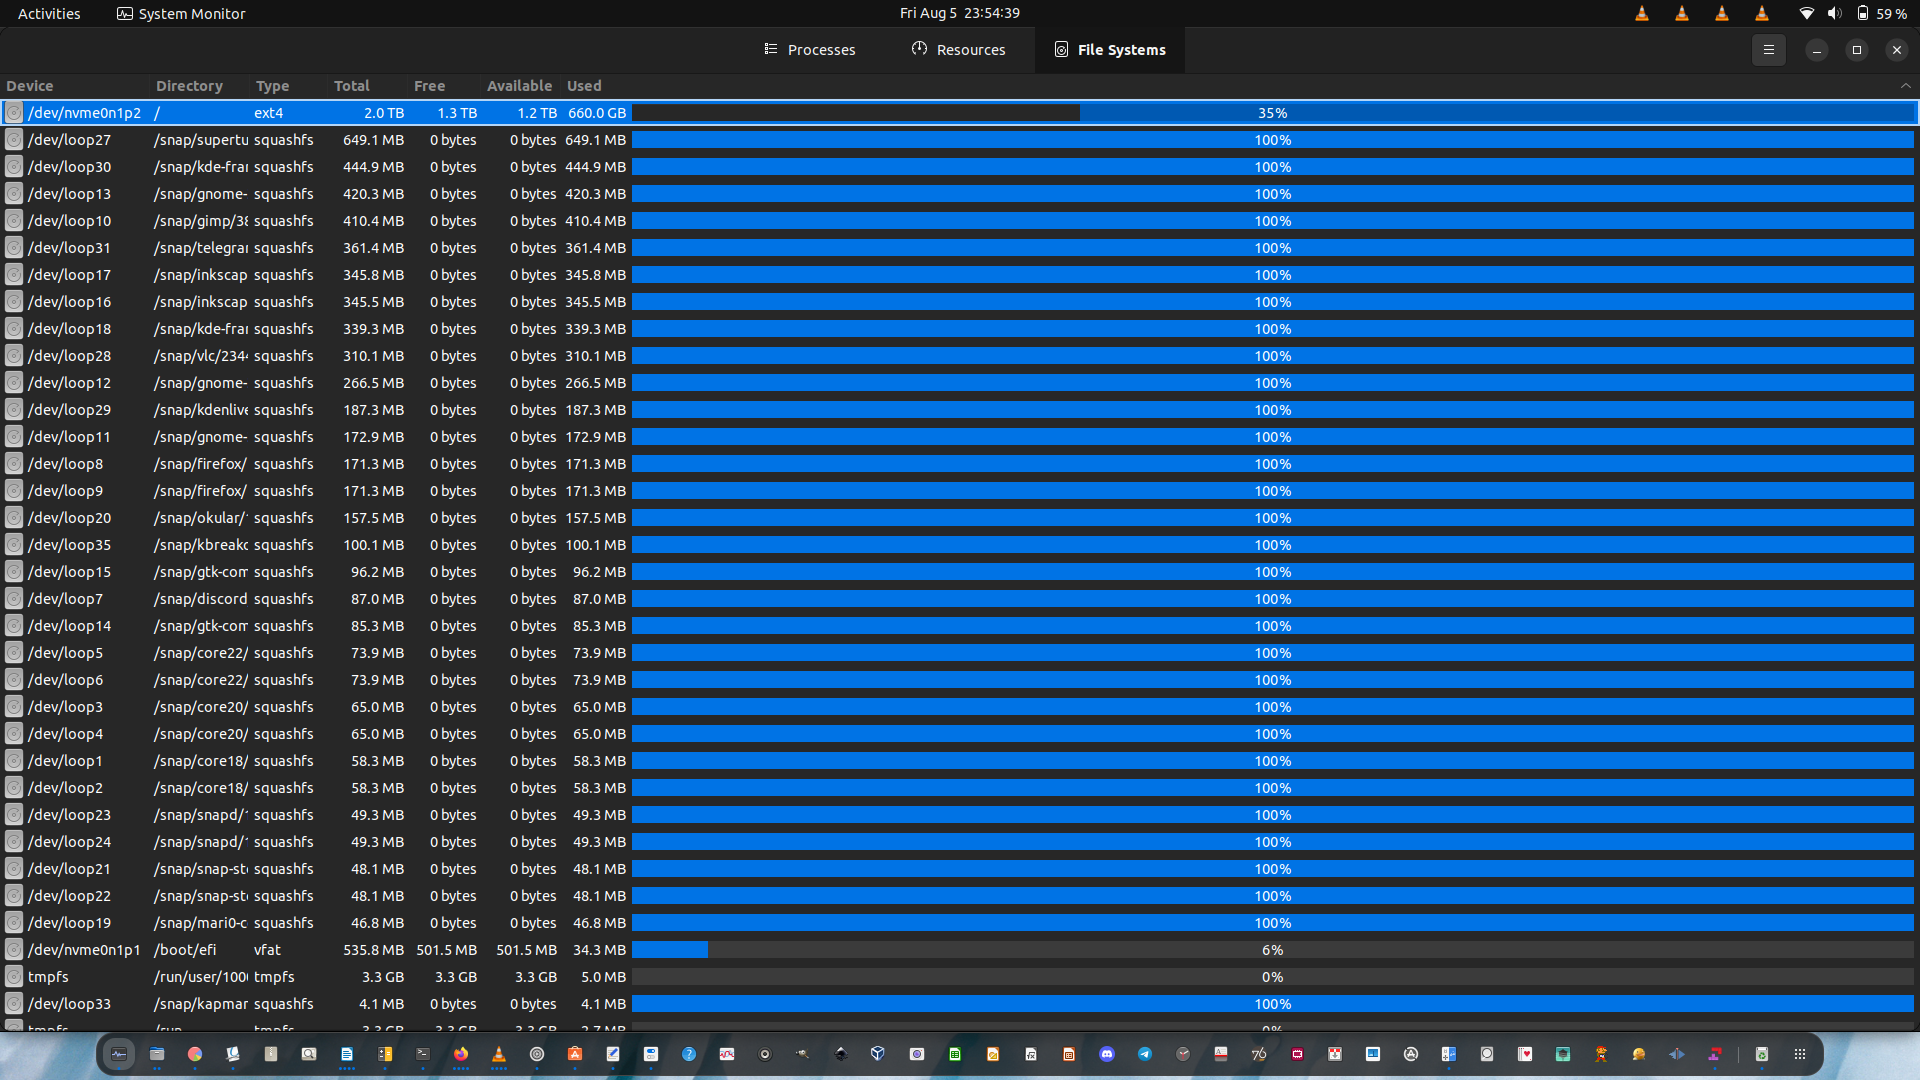 Activities System Monitor Fri Aug 5 23:54:39 59 %
Processes Resources File Systems
Device Directory Type Total Free Available Used
/dev/nvme0n1p2 / ext4 2.0 TB 1.3 TB 1.2 TB 660.0 GB 35%
/dev/loop27 /snap/supertu squashfs 649.1 MB 0 bytes 0 bytes 649.1 MB 100%
/dev/loop30 /snap/kde-frar squashfs 444.9 MB 0 bytes 0 bytes 444.9 MB 100%
/dev/loop13 /snap/gnome- squashfs 420.3 MB 0 bytes 0 bytes 420.3 MB 100%
/dev/loop10 /snap/gimp/38 squashfs 410.4 MB 0 bytes 0 bytes 410.4 MB 100%
/dev/loop31 /snap/telegrar squashfs 361.4 MB 0 bytes 0 bytes 361.4 MB 100%
/dev/loop17 /snap/inkscap squashfs 345.8 MB 0 bytes 0 bytes 345.8 MB 100%
/dev/loop16 /snap/inkscap squashfs 345.5 MB 0 bytes 0 bytes 345.5 MB 100%
/dev/loop18 /snap/kde-frar squashfs 339.3 MB 0 bytes 0 bytes 339.3 MB 100%
/dev/loop28 /snap/vlc/2344 squashfs 310.1 MB 0 bytes 0 bytes 310.1 MB 100%
/dev/loop12 /snap/gnome- squashfs 266.5 MB 0 bytes 0 bytes 266.5 MB 100%
/dev/loop29 /snap/kdenlive squashfs 187.3 MB 0 bytes 0 bytes 187.3 MB 100%
/dev/loop11 /snap/gnome- squashfs 172.9 MB 0 bytes 0 bytes 172.9 MB 100%
/dev/loop8 /snap/firefox/ squashfs 171.3 MB 0 bytes 0 bytes 171.3 MB 100%
/dev/loop9 /snap/firefox/ squashfs 171.3 MB 0 bytes 0 bytes 171.3 MB 100%
/dev/loop20 /snap/okular/ squashfs 157.5 MB 0 bytes 0 bytes 157.5 MB 100%
/dev/loop35 /snap/kbreako squashfs 100.1 MB 0 bytes 0 bytes 100.1 MB 100%
/dev/loop15 /snap/gtk-com squashfs 96.2 MB 0 bytes 0 bytes 96.2 MB 100%
/dev/loop7 /snap/discord squashfs 87.0 MB 0 bytes 0 bytes 87.0 MB 100%
/dev/loop14 /snap/gtk-com squashfs 85.3 MB 0 bytes 0 bytes 85.3 MB 100%
/dev/loop5 /snap/core22/ squashfs 73.9 MB 0 bytes 0 bytes 73.9 MB 100%
/dev/loop6 /snap/core22/ squashfs 73.9 MB 0 bytes 0 bytes 73.9 MB 100%
/dev/loop3 /snap/core20/ squashfs 65.0 MB 0 bytes 0 bytes 65.0 MB 100%
/dev/loop4 /snap/core20/ squashfs 65.0 MB 0 bytes 0 bytes 65.0 MB 100%
/dev/loop1 /snap/core18/ squashfs 58.3 MB 0 bytes 0 bytes 58.3 MB 100%
/dev/loop2 /snap/core18/ squashfs 58.3 MB 0 bytes 0 bytes 58.3 MB 100%
/dev/loop23 /snap/snapd/1 squashfs 49.3 MB 0 bytes 0 bytes 49.3 MB 100%
/dev/loop24 /snap/snapd/1 squashfs 49.3 MB 0 bytes 0 bytes 49.3 MB 100%
/dev/loop21 /snap/snap-sto squashfs 48.1 MB 0 bytes 0 bytes 48.1 MB 100%
/dev/loop22 /snap/snap-sto squashfs 48.1 MB 0 bytes 0 bytes 48.1 MB 100%
/dev/loop19 /snap/mari0-c squashfs 46.8 MB 0 bytes 0 bytes 46.8 MB 100%
/dev/nvme0n1p1 /boot/efi vfat 535.8 MB 501.5 MB 501.5 MB 34.3 MB 6%
tmpfs /run/user/1000 tmpfs 3.3 GB 3.3 GB 3.3 GB 5.0 MB 0%
/dev/loop33 /snap/kapmar squashfs 4.1 MB 0 bytes 0 bytes 4.1 MB 100%
tmpfs /run tmpfs 3.3 GB 3.3 GB 3.3 GB 2.7 MB 0%
76